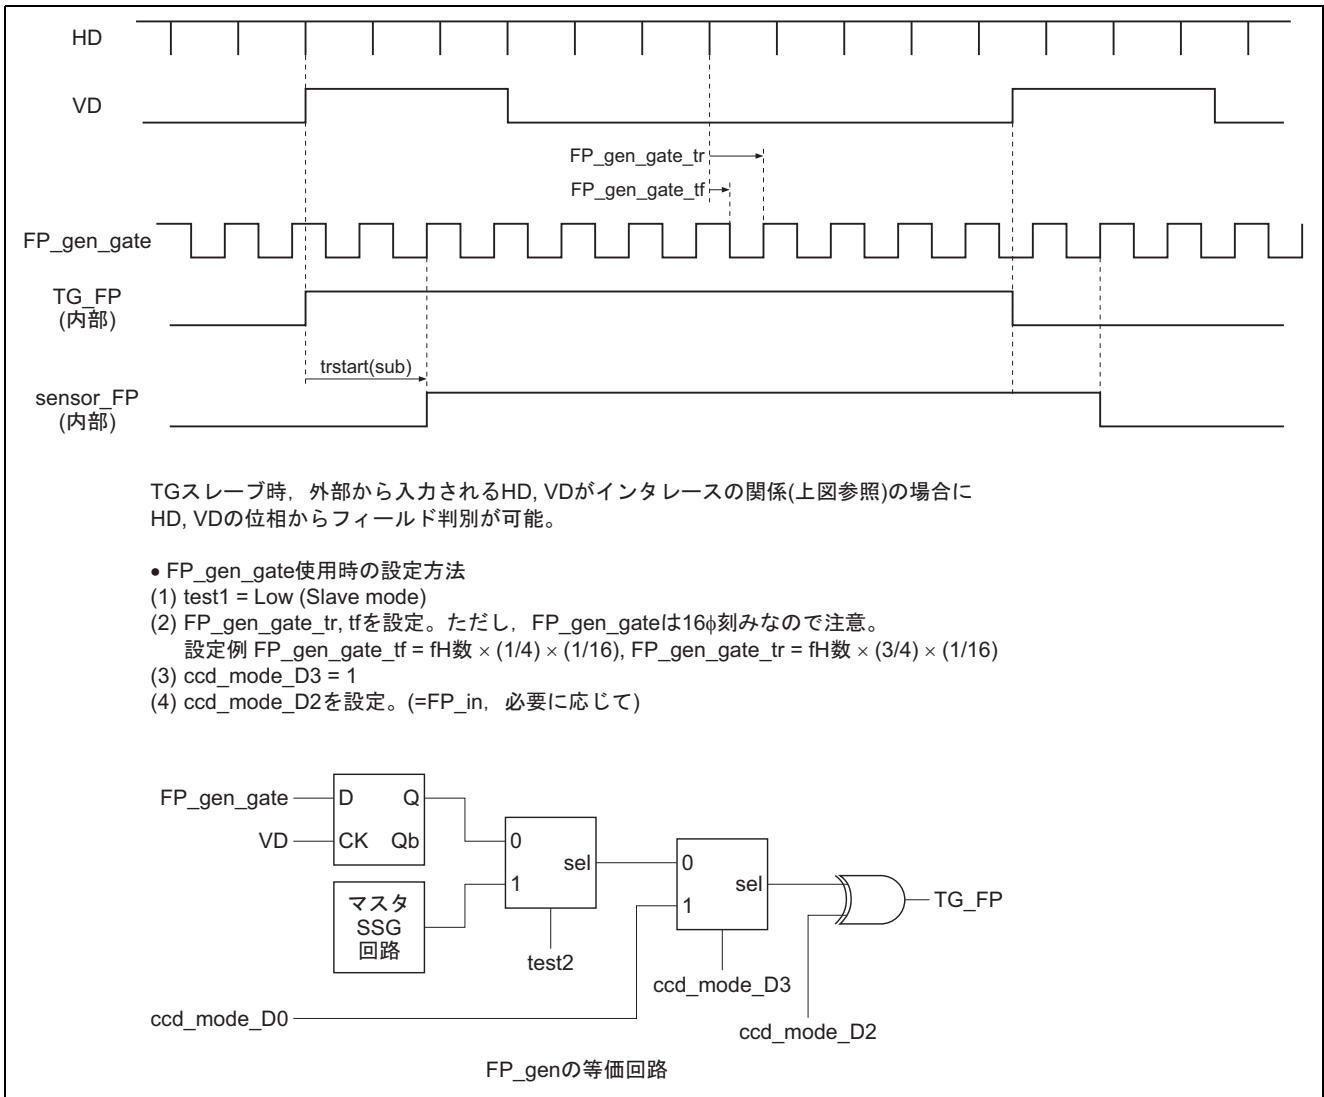 HD
VD
FP_gen_gate_tr
FP_gen_gate_tf
FP_gen_gate
TG_FP
(内部)
trstart(sub)
sensor_FP
(内部)
TGスレーブ時，外部から入力されるHD, VDがインタレースの関係(上図参照)の場合に
HD, VDの位相からフィールド判別が可能。
• FP_gen_gate使用時の設定方法
(1) test1 = Low (Slave mode)
(2) FP_gen_gate_tr, tfを設定。ただし，FP_gen_gateは16ϕ刻みなので注意。
設定例 FP_gen_gate_tf = fH数 × (1/4) × (1/16), FP_gen_gate_tr = fH数 × (3/4) × (1/16)
(3) ccd_mode_D3 = 1
(4) ccd_mode_D2を設定。(=FP_in，必要に応じて)
FP_gen_gate
D Q
VD
CK Qb
0
sel
1
0
sel
1
TG_FP
マスタ
SSG
回路
test2
ccd_mode_D3
ccd_mode_D0
ccd_mode_D2
FP_genの等価回路